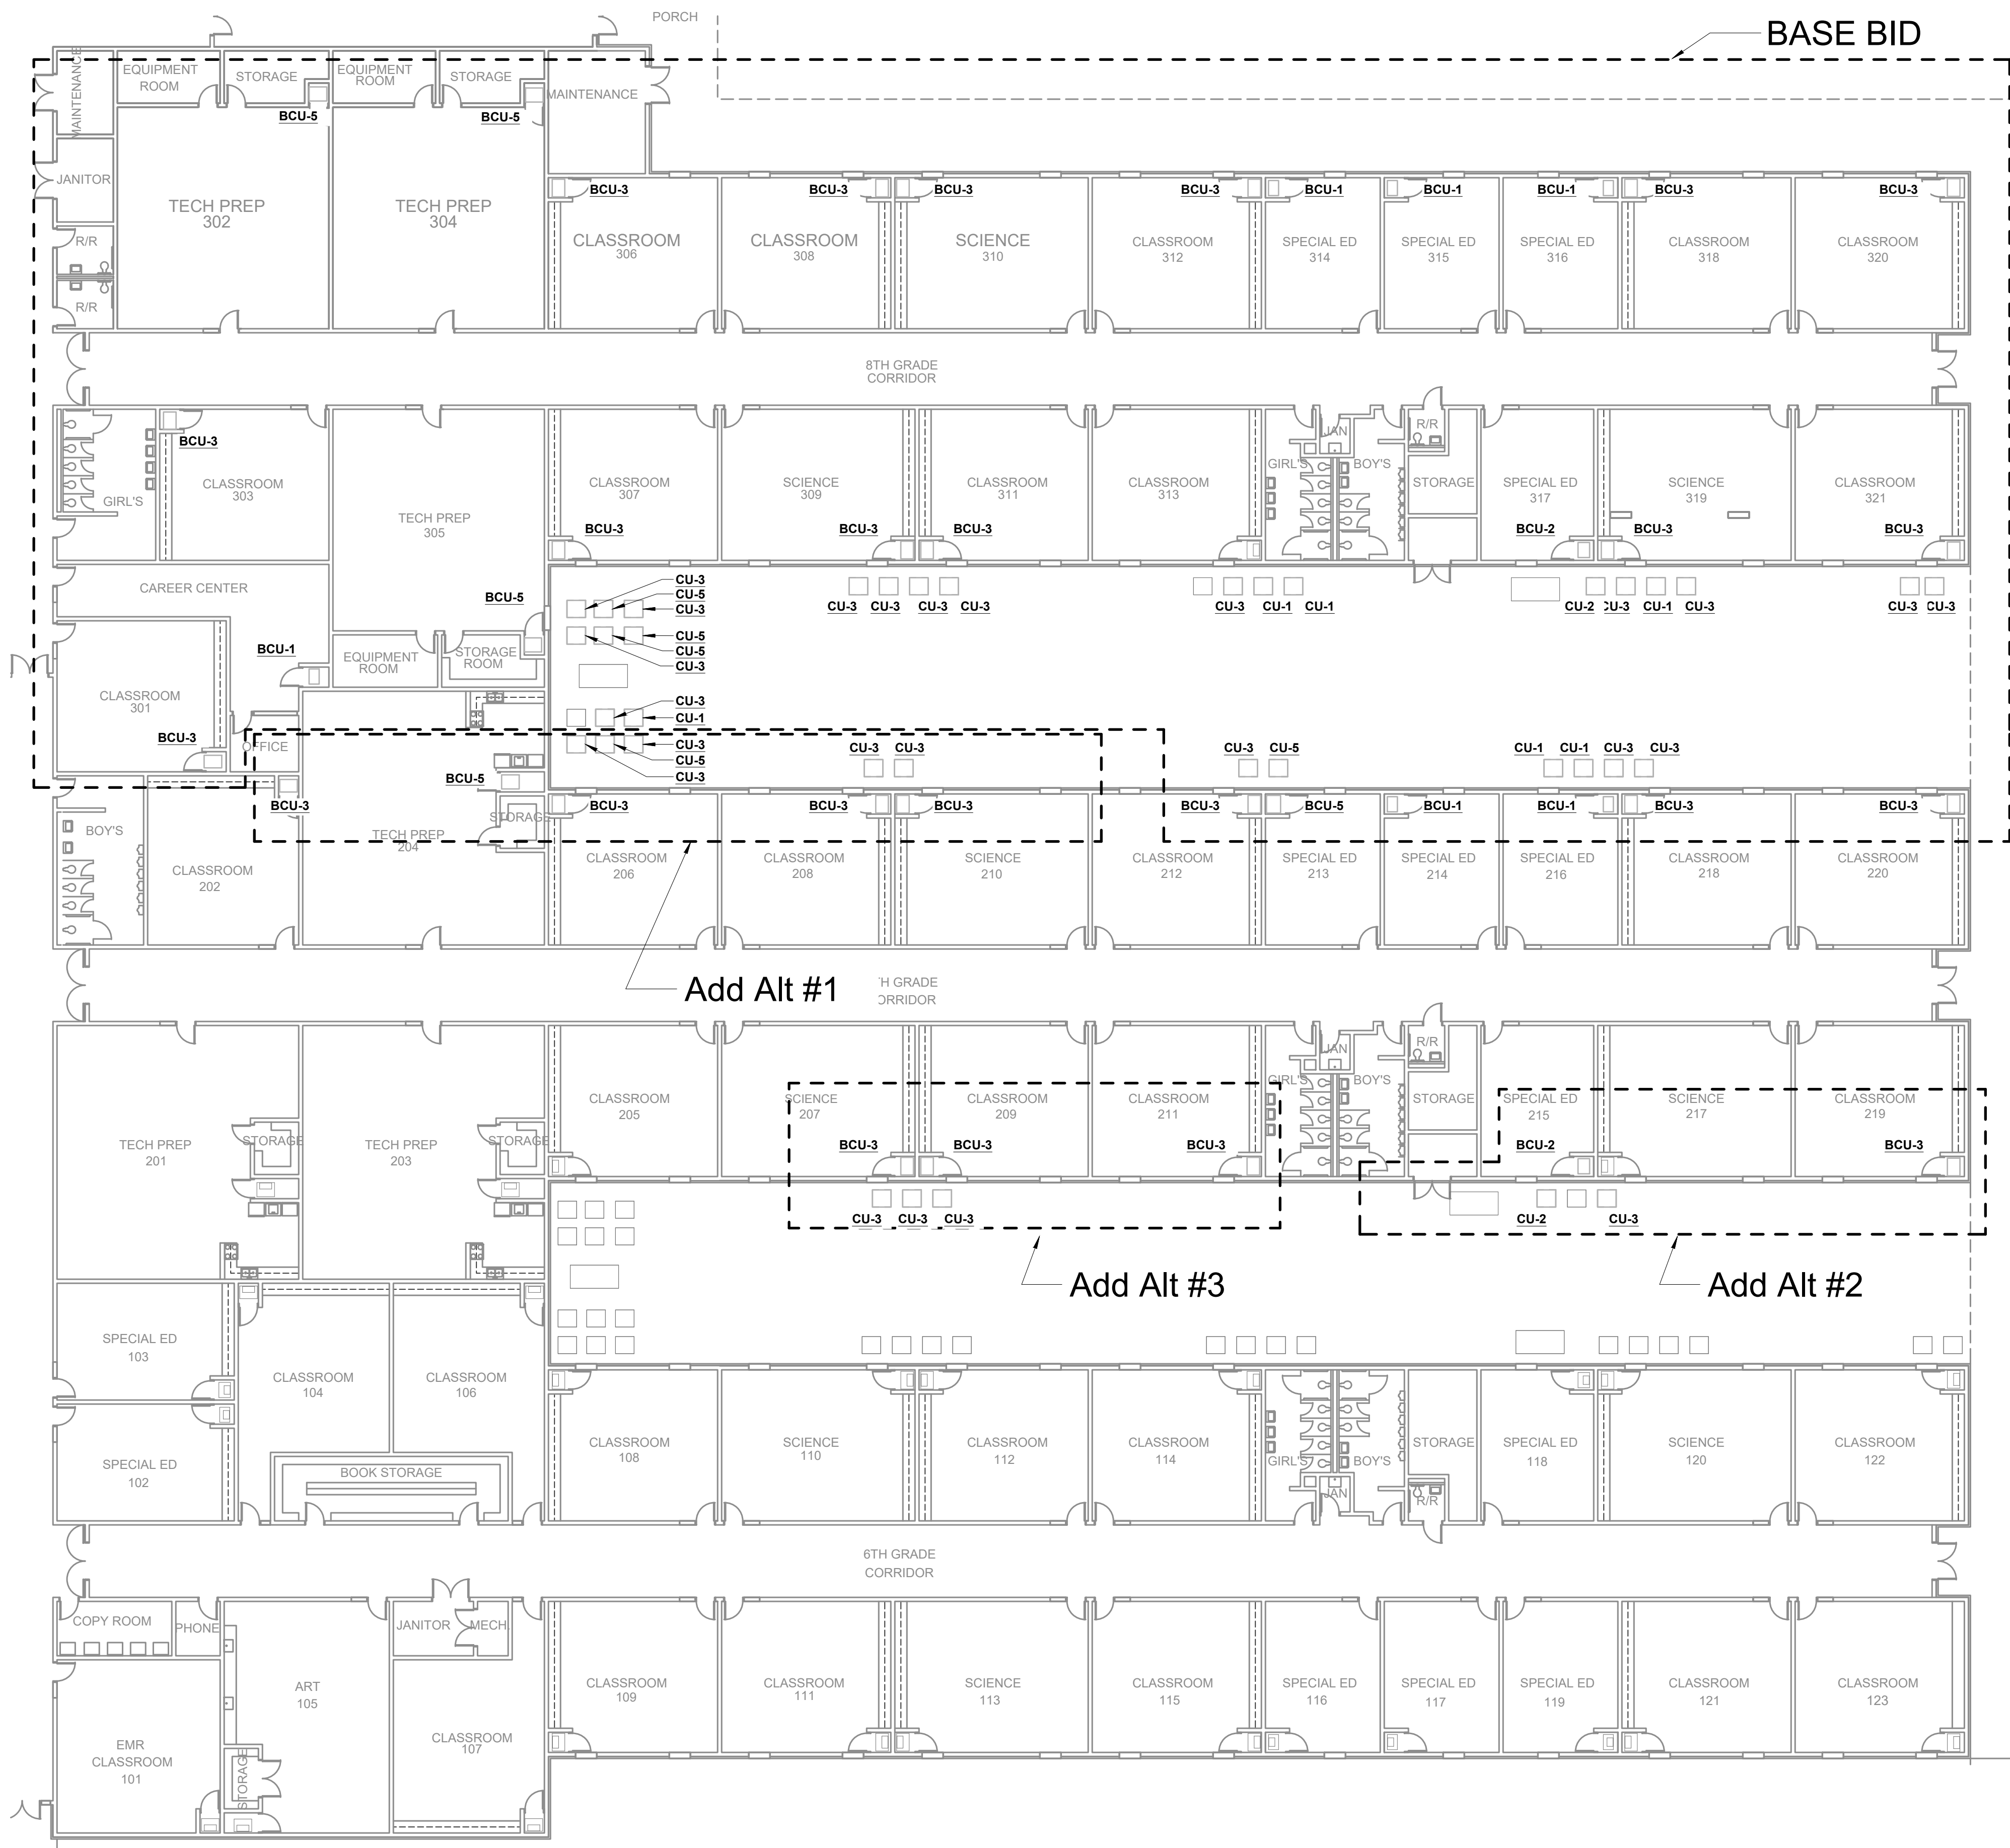 PORCH
BASE BID
MAINTENANCE
EQUIPMENT
ROOM
STORAGE
EQUIPMENT
ROOM
STORAGE
MAINTENANCE
BCU-5
BCU-5
JANITOR
TECH PREP
302
TECH PREP
304
R/R
R/R
BCU-3
BCU-3
BCU-3
BCU-3
BCU-1
BCU-1
BCU-1
BCU-3
BCU-3
CLASSROOM
306
CLASSROOM
308
SCIENCE
310
CLASSROOM
312
SPECIAL ED
314
SPECIAL ED
315
SPECIAL ED
316
CLASSROOM
318
CLASSROOM
320
8TH GRADE
CORRIDOR
BCU-3
GIRL'S
CLASSROOM
303
TECH PREP
305
CLASSROOM
307
SCIENCE
309
CLASSROOM
311
CLASSROOM
313
GIRL'S
JAN
BOY'S
R/R
STORAGE
SPECIAL ED
317
SCIENCE
319
CLASSROOM
321
BCU-3
BCU-3
BCU-3
BCU-2
BCU-3
BCU-3
CAREER CENTER
BCU-5
BCU-1
EQUIPMENT
ROOM
STORAGE
ROOM
CLASSROOM
301
BCU-3
OFFICE
CU-3
CU-5
CU-3
CU-5
CU-5
CU-3
CU-3
CU-1
CU-3
CU-5
CU-3
CU-3
CU-3
CU-3
CU-3
CU-3
CU-1
CU-1
CU-2
CU-3
CU-1
CU-3
CU-3
CU-3
CU-3
CU-3
CU-3
CU-5
CU-1
CU-1
CU-3
CU-3
BCU-3
BCU-5
BCU-3
BCU-3
BCU-3
BCU-3
BCU-5
BCU-1
BCU-1
BCU-3
BCU-3
BOY'S
CLASSROOM
202
TECH PREP
204
STORAGE
CLASSROOM
206
CLASSROOM
208
SCIENCE
210
CLASSROOM
212
SPECIAL ED
213
SPECIAL ED
214
SPECIAL ED
216
CLASSROOM
218
CLASSROOM
220
Add Alt #1
H GRADE
ORRIDOR
TECH PREP
201
STORAGE
TECH PREP
203
STORAGE
CLASSROOM
205
SCIENCE
207
CLASSROOM
209
CLASSROOM
211
GIRL'S
JAN
BOY'S
R/R
STORAGE
SPECIAL ED
215
SCIENCE
217
CLASSROOM
219
BCU-3
BCU-3
BCU-3
BCU-2
BCU-3
CU-3
CU-3
CU-3
CU-2
CU-3
Add Alt #3
Add Alt #2
SPECIAL ED
103
SPECIAL ED
102
CLASSROOM
104
CLASSROOM
106
BOOK STORAGE
CLASSROOM
108
SCIENCE
110
CLASSROOM
112
CLASSROOM
114
GIRL'S
JAN
BOY'S
STORAGE
R/R
SPECIAL ED
118
SCIENCE
120
CLASSROOM
122
6TH GRADE
CORRIDOR
COPY ROOM
PHONE
JANITOR
MECH.
ART
105
STORAGE
EMR
CLASSROOM
101
CLASSROOM
107
CLASSROOM
109
CLASSROOM
111
SCIENCE
113
CLASSROOM
115
SPECIAL ED
116
SPECIAL ED
117
SPECIAL ED
119
CLASSROOM
121
CLASSROOM
123